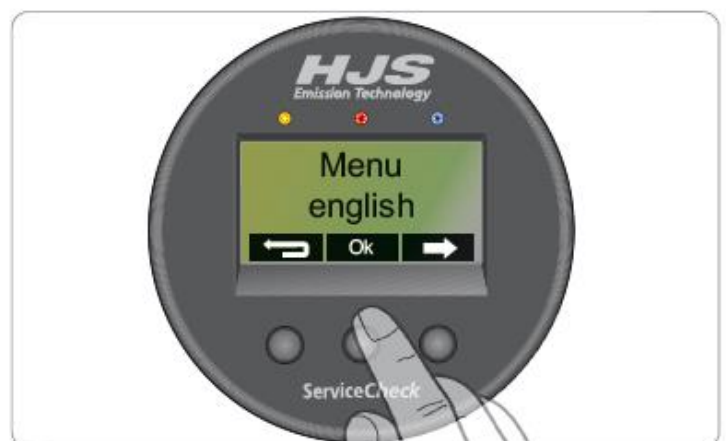 HJS
Emission Technology
Menu
english
Ok
ServiceCheck